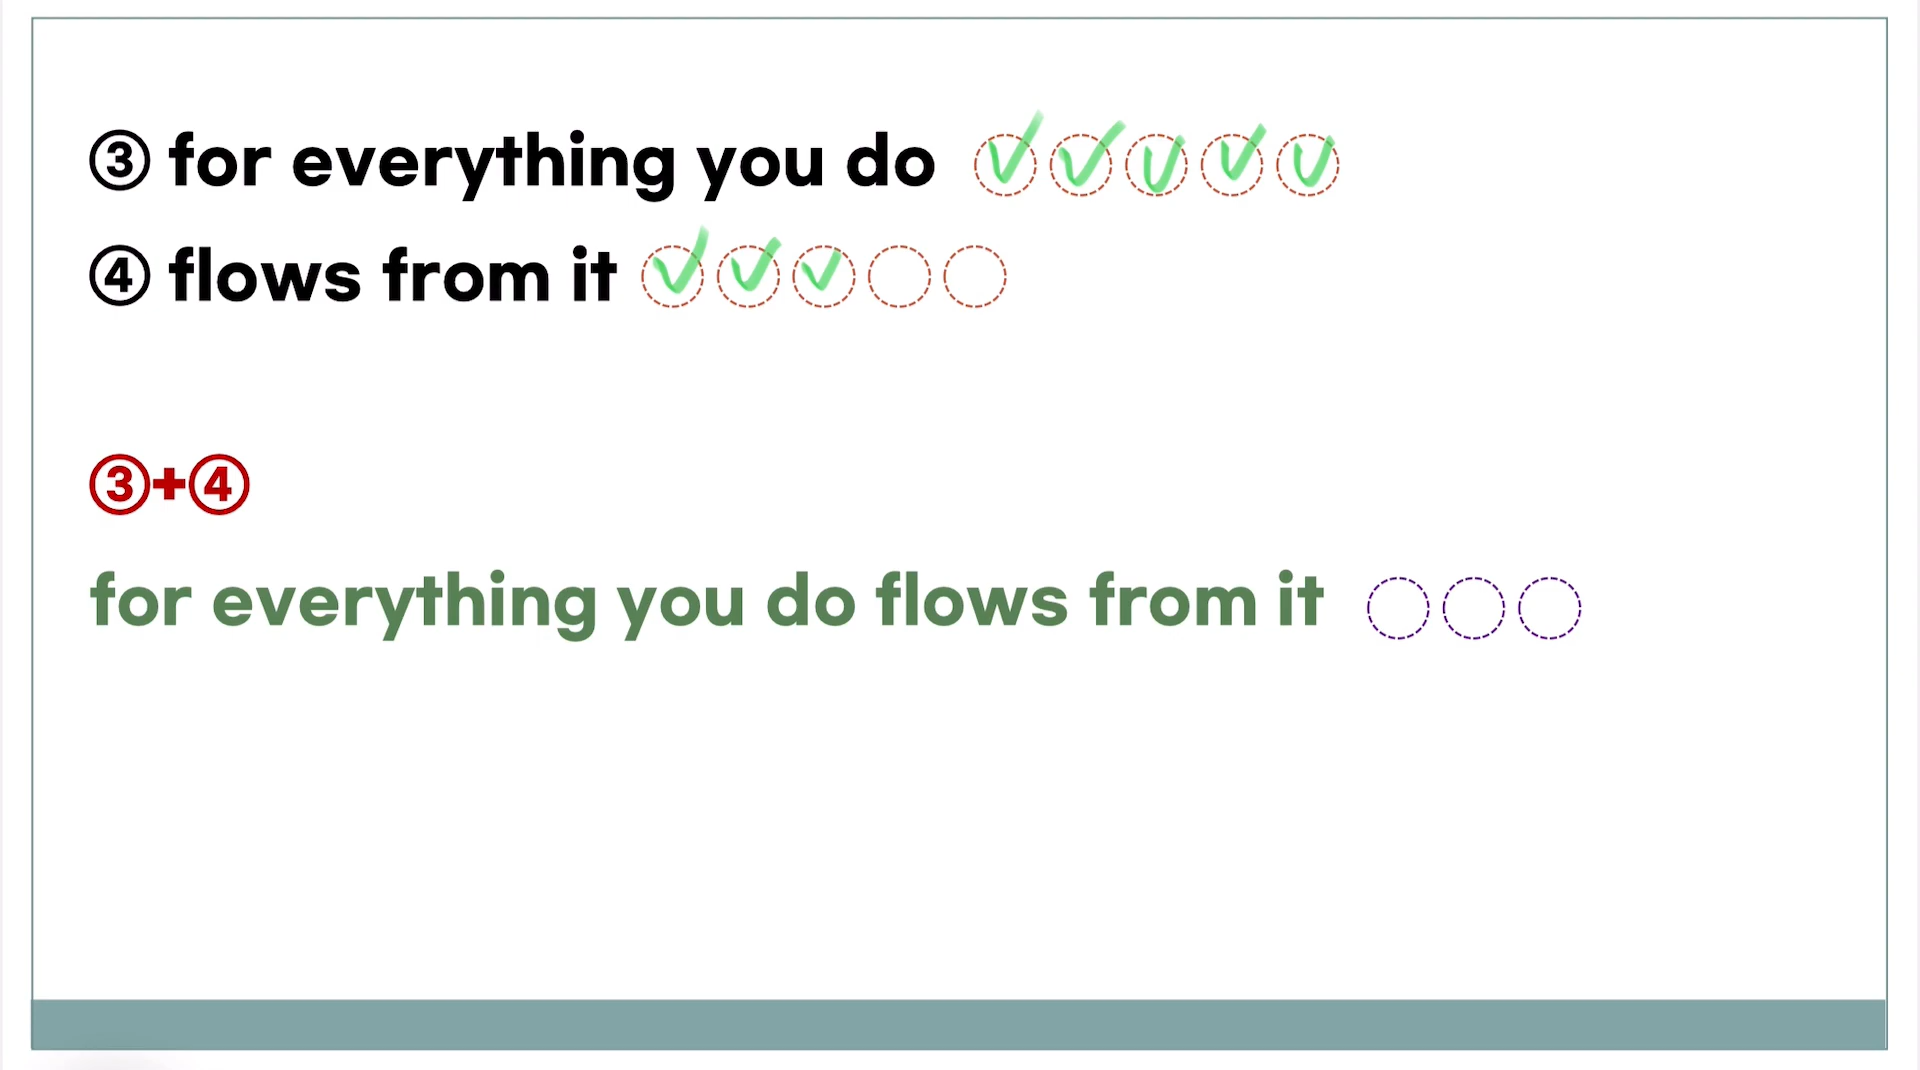 ③ for everything you do
④ flows from it
③+④
for everything you do flows from it